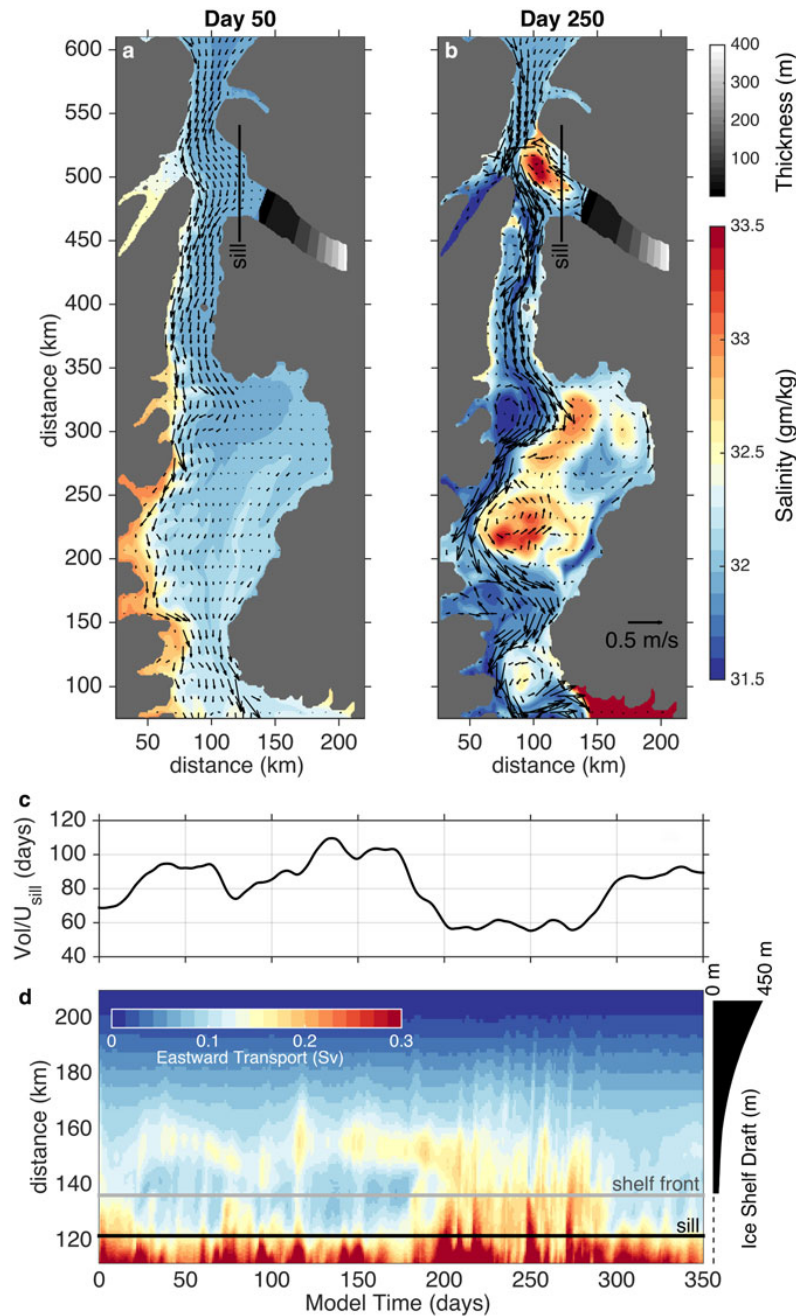 Day 50
Day 250
a
b
600
550
500
450
400
350
300
250
200
150
100
distance (km)
sill
sill
0.5 m/s
50 100 150 200
distance (km)
50 100 150 200
distance (km)
400
300
200
100
Thickness (m)
33.5
33
32.5
32
31.5
Salinity (gm/kg)
c
120
100
80
60
40
Vol/U_sill (days)
d
0 0.1 0.2 0.3
Eastward Transport (Sv)
200
180
160
140
120
distance (km)
shelf front
sill
0 50 100 150 200 250 300 350
Model Time (days)
0 m
450 m
Ice Shelf Draft (m)